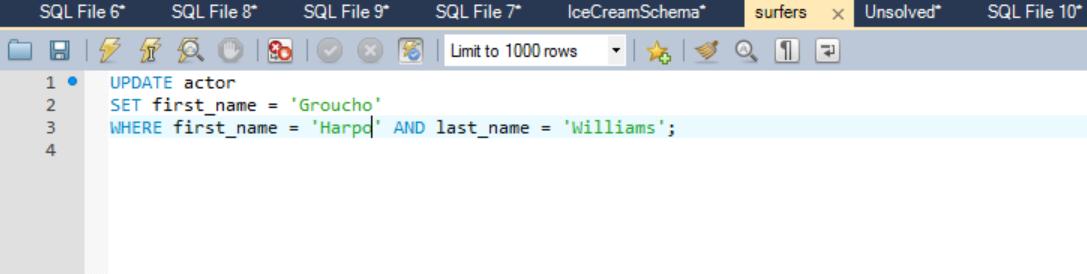 SQL File 6* SQL File 8* SQL File 9* SQL File 7* IceCreamSchema* surfers × Unsolved* SQL File 10*
Limit to 1000 rows
1 UPDATE actor
2 SET first_name = 'Groucho'
3 WHERE first_name = 'Harpo' AND last_name = 'Williams';
4